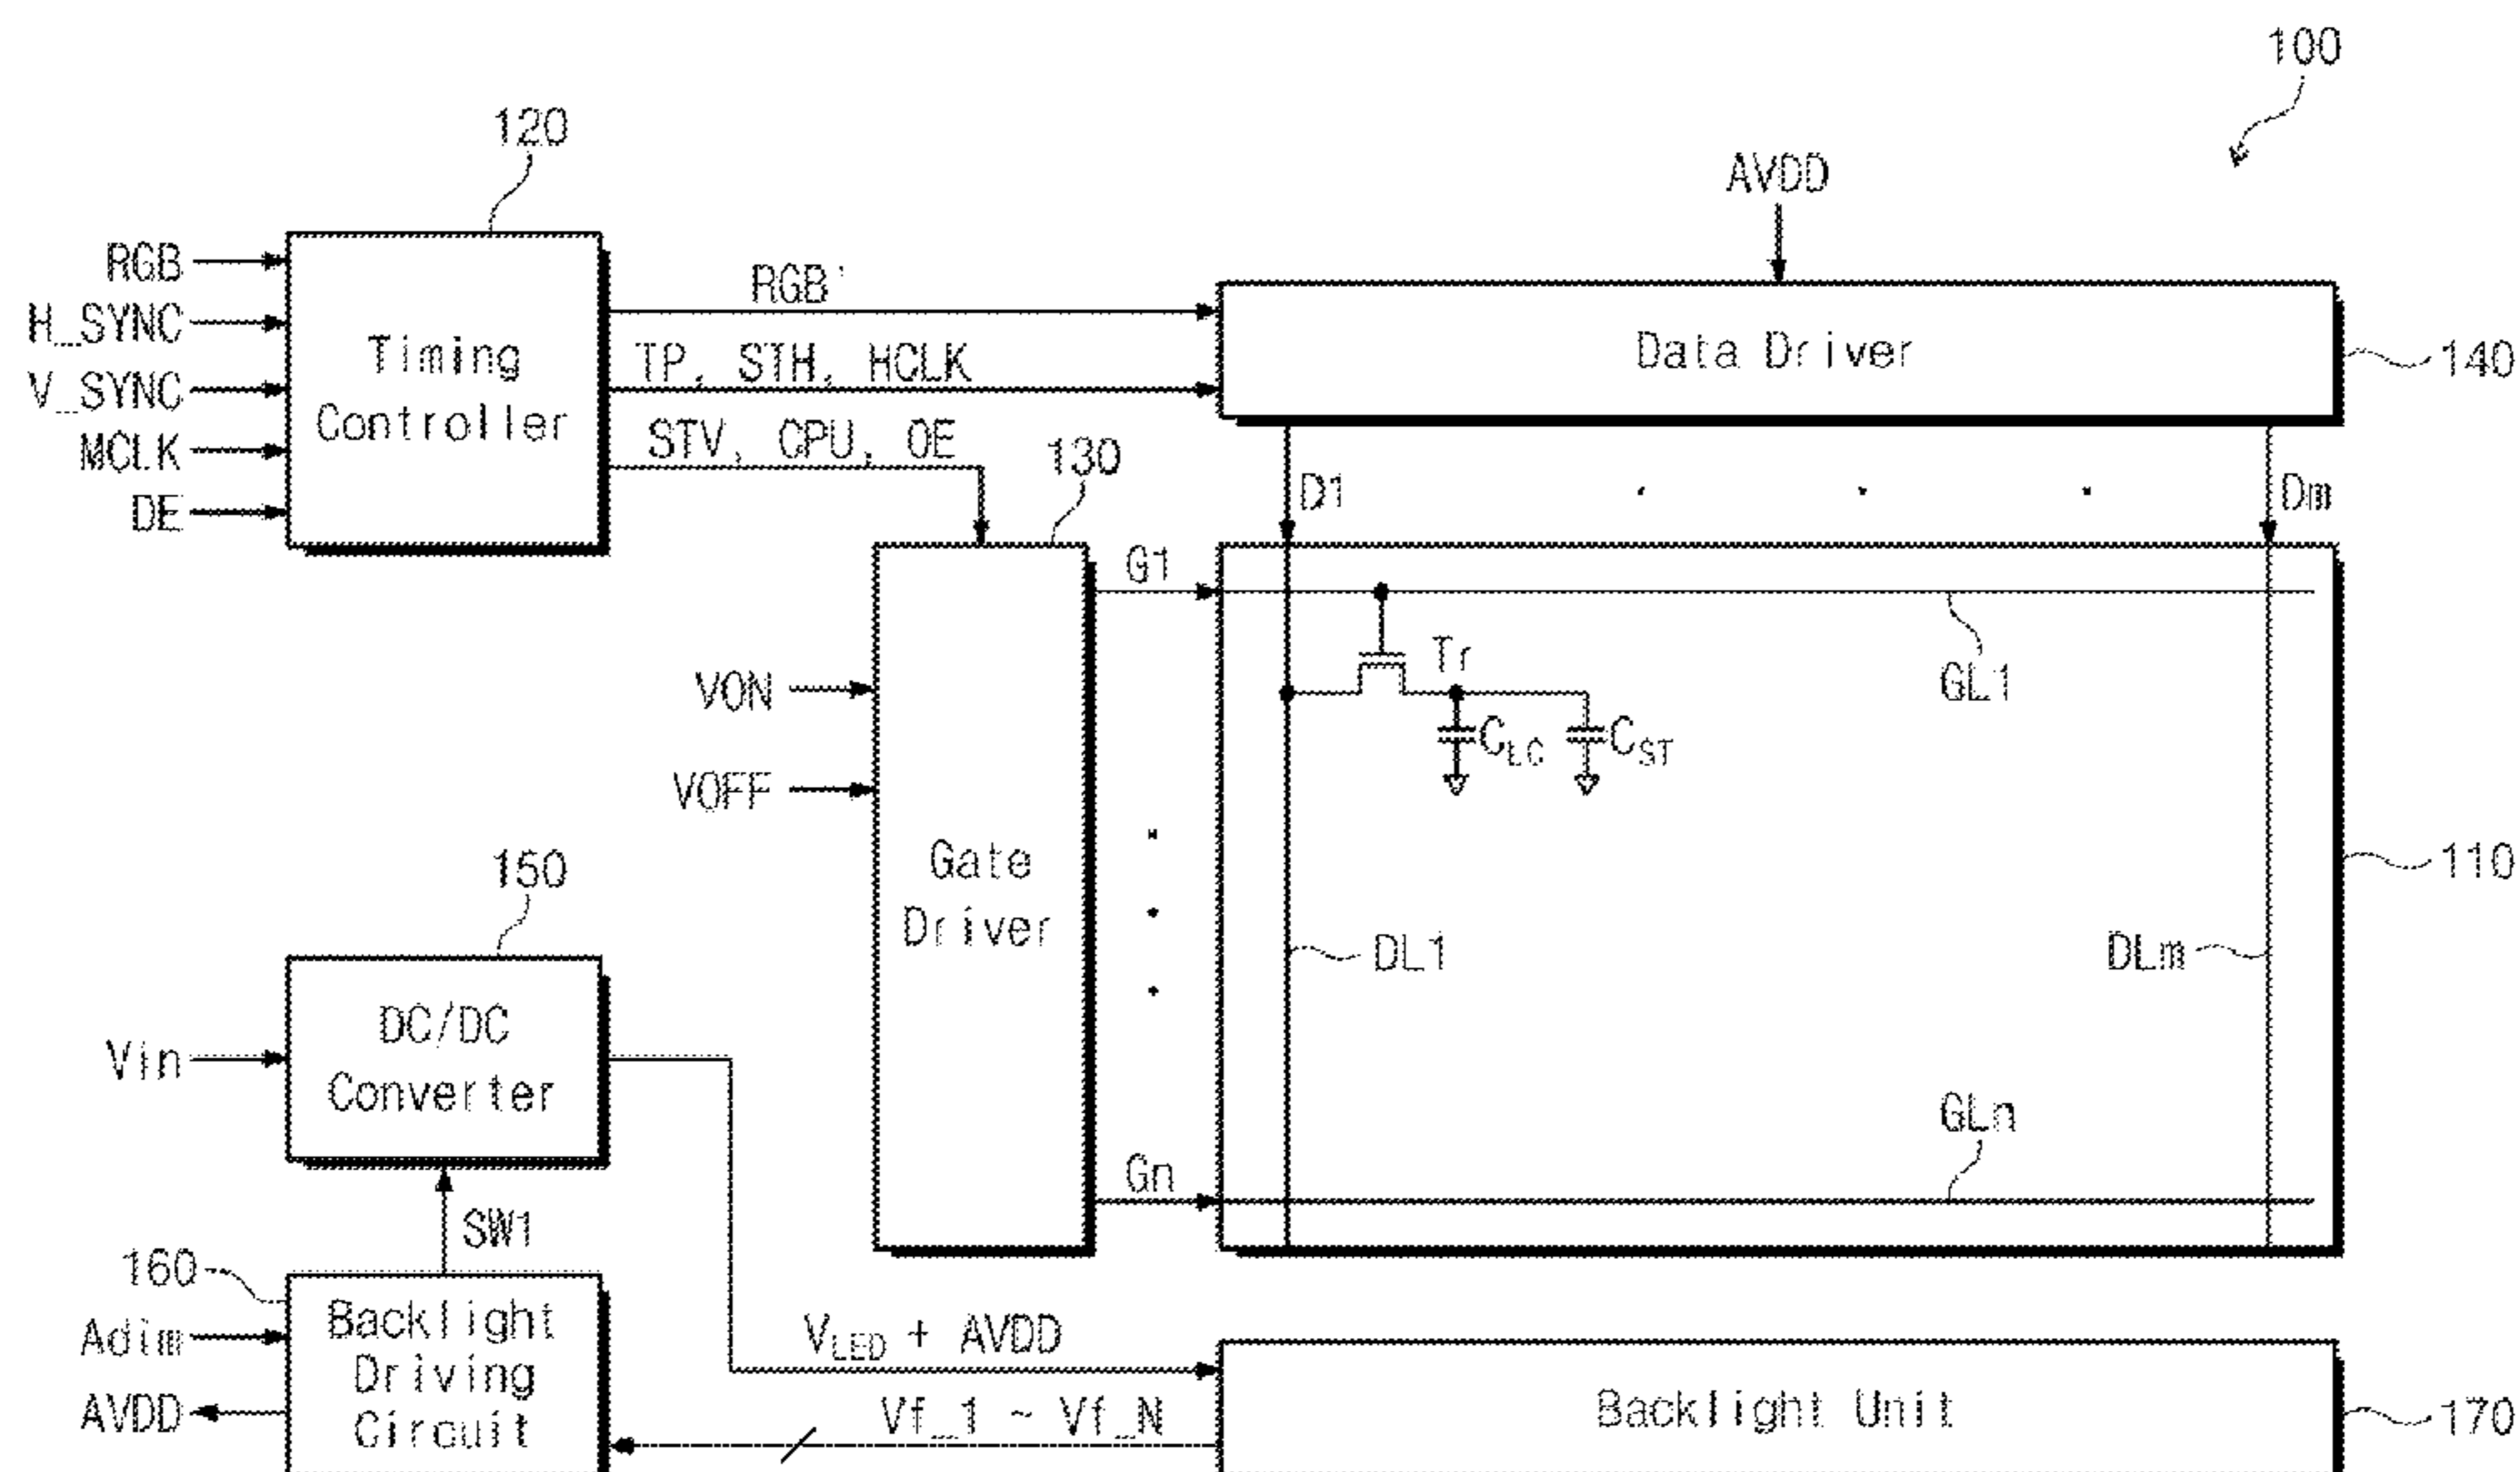 100
120
AVDD
RGB
H_SYNC
V_SYNC
MCLK
DE
Timing
Controller
RGB'
TP, STH, HCLK
STV, CPU, OE
130
Data Driver
140
D1
Dm
G1
Tr
GL1
VON
VOFF
CLC
CST
Gate
Driver
110
150
DL1
DLm
Vin
DC/DC
Converter
GLn
Gn
SW1
160
Adim
AVDD
Backlight
Driving
Circuit
VLED + AVDD
Vf_1 ~ Vf_N
Backlight Unit
170